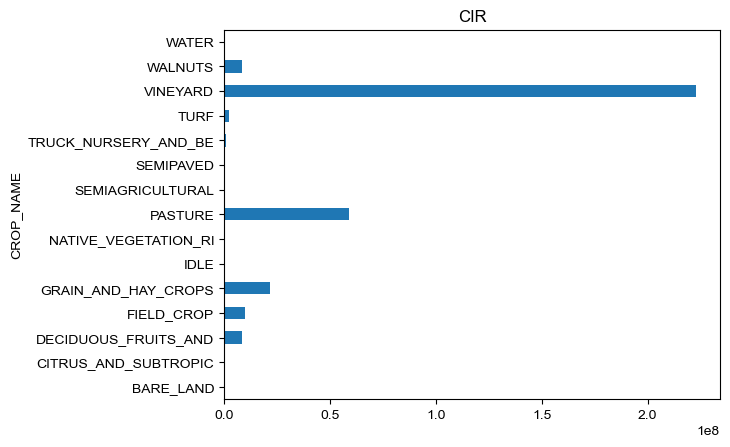 CIR
WATER
WALNUTS
VINEYARD
TURF
TRUCK_NURSERY_AND_BE
SEMIPAVED
SEMIAGRICULTURAL
PASTURE
NATIVE_VEGETATION_RI
IDLE
GRAIN_AND_HAY_CROPS
FIELD_CROP
DECIDUOUS_FRUITS_AND
CITRUS_AND_SUBTROPIC
BARE_LAND
CROP_NAME
0.0 0.5 1.0 1.5 2.0
1e8